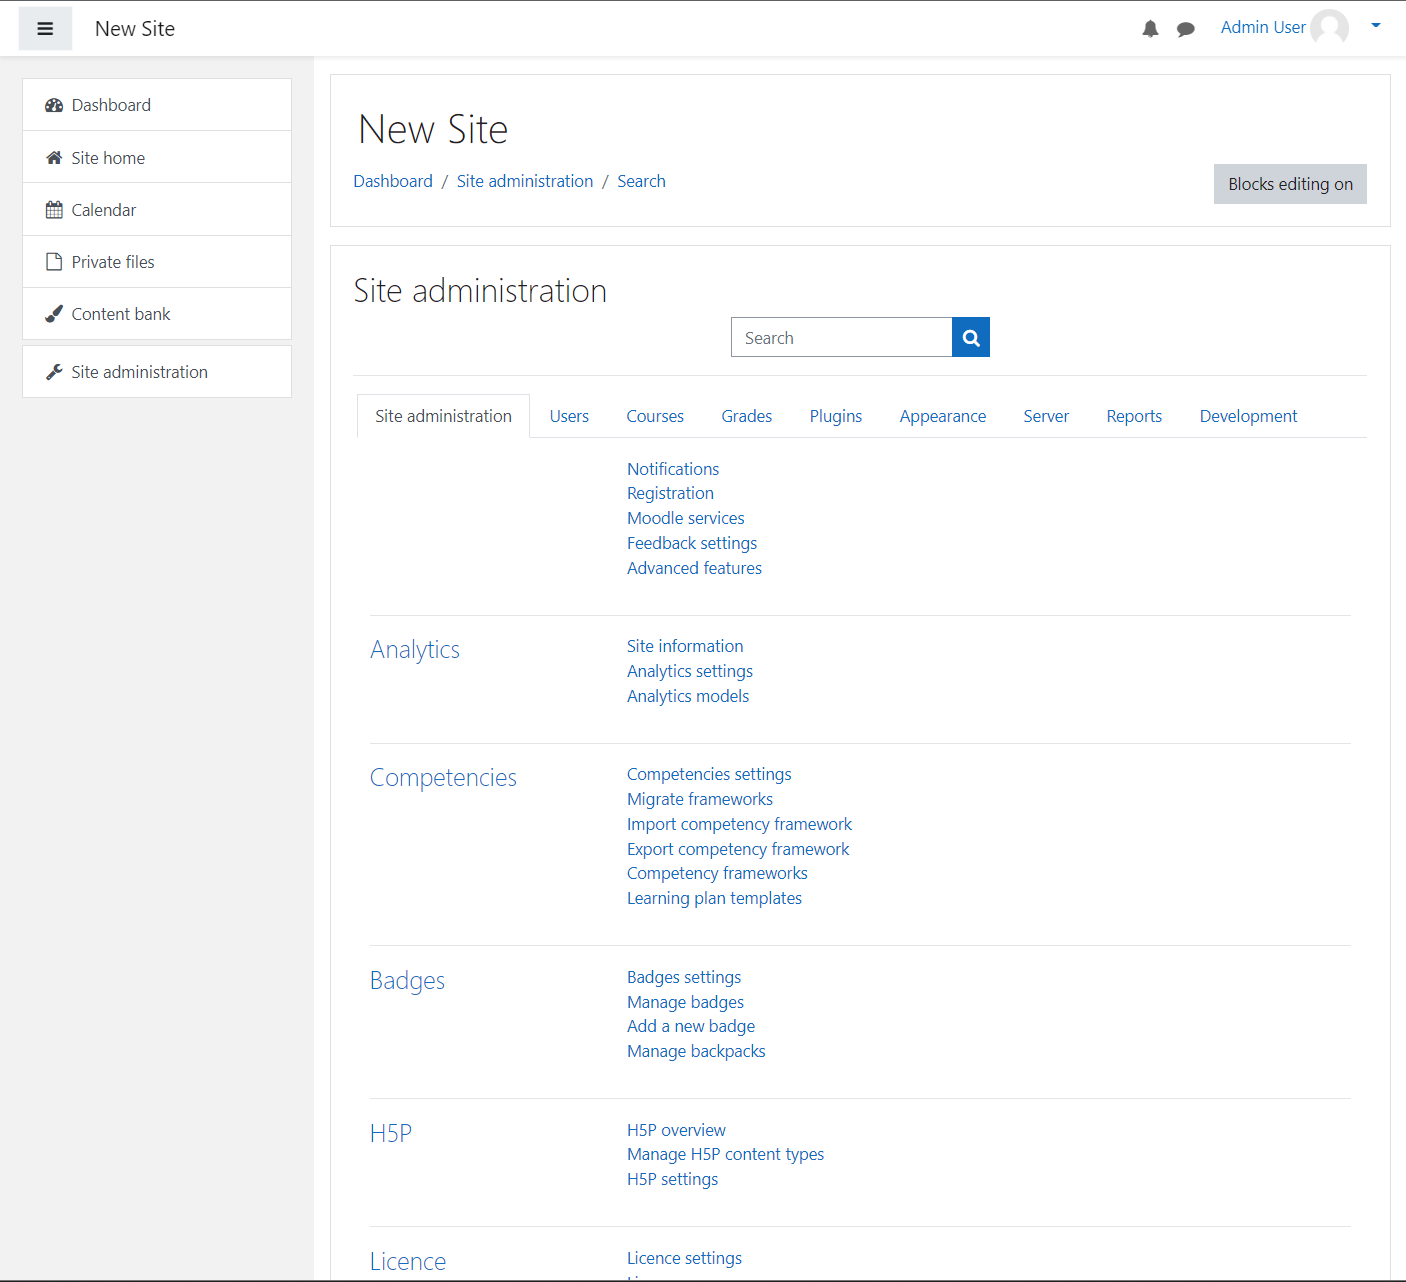 New Site
Admin User
Dashboard
Site home
Calendar
Private files
Content bank
Site administration
New Site
Dashboard / Site administration / Search
Blocks editing on
Site administration
Search
Site administration Users Courses Grades Plugins Appearance Server Reports Development
Notifications
Registration
Moodle services
Feedback settings
Advanced features
Analytics
Site information
Analytics settings
Analytics models
Competencies
Competencies settings
Migrate frameworks
Import competency framework
Export competency framework
Competency frameworks
Learning plan templates
Badges
Badges settings
Manage badges
Add a new badge
Manage backpacks
H5P
H5P overview
Manage H5P content types
H5P settings
Licence
Licence settings